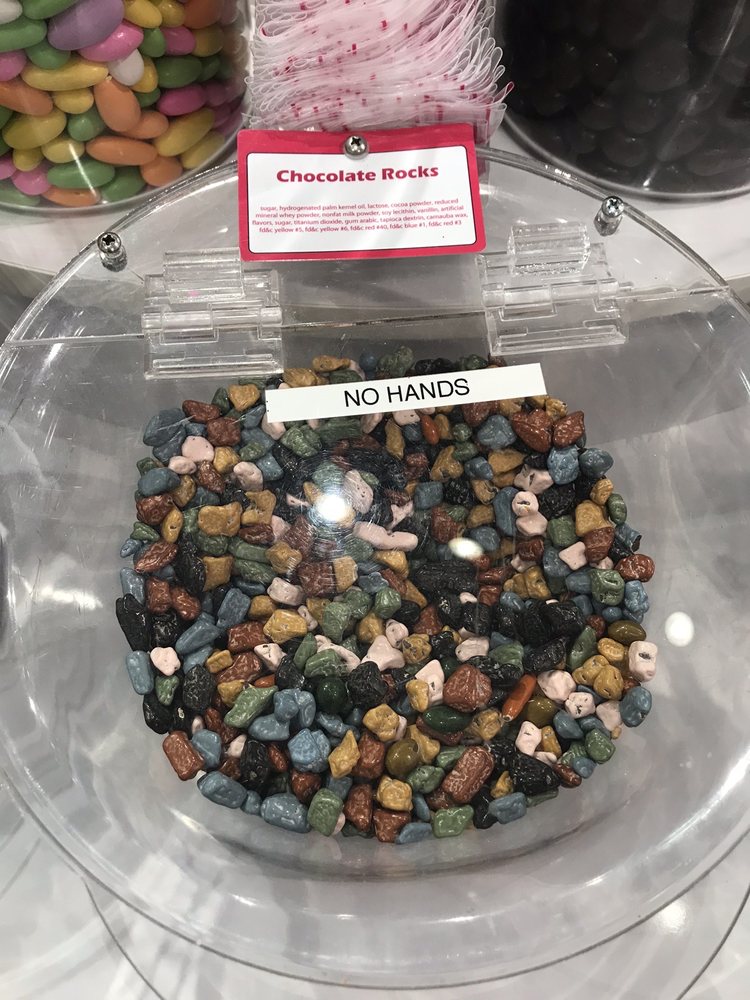 Chocolate Rocks
sugar, hydrogenated palm kernel oil, lactose, cocoa powder, reduced
mineral whey powder, nonfat milk powder, soy lecithin, vanillin, artificial
flavors, sugar, titanium dioxide, gum arabic, tapioca dextrin, carnauba wax,
fd&c yellow #5, fd&c yellow #6, fd&c red #40, fd&c blue #1, fd&c red #3
NO HANDS